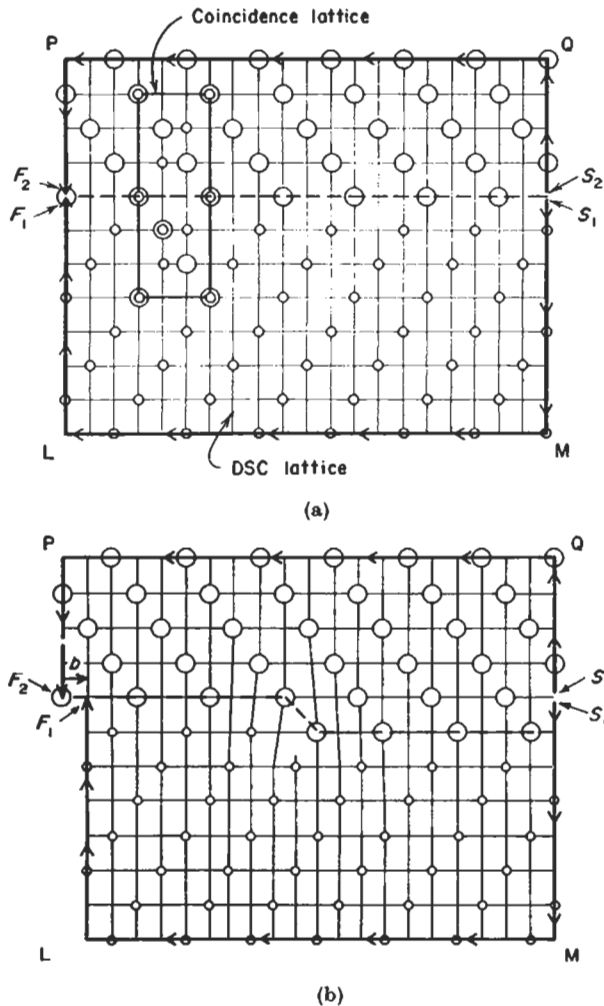 Coincidence lattice
P
Q
F₂
F₁
S₂
S₁
L
DSC lattice
M
(a)
P
Q
b
F₂
F₁
S
S
L
M
(b)